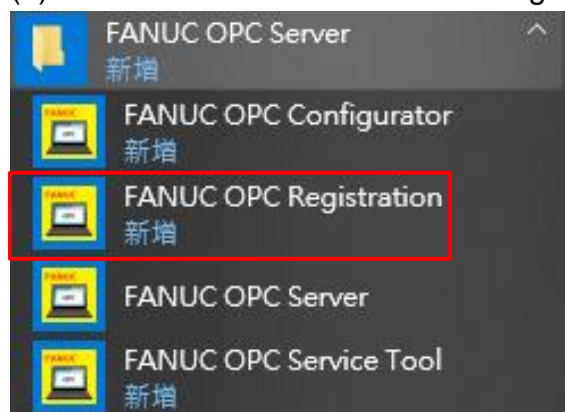 FANUC OPC Server
新增
FANUC OPC Configurator
新增
FANUC OPC Registration
新增
FANUC OPC Server
FANUC OPC Service Tool
新增